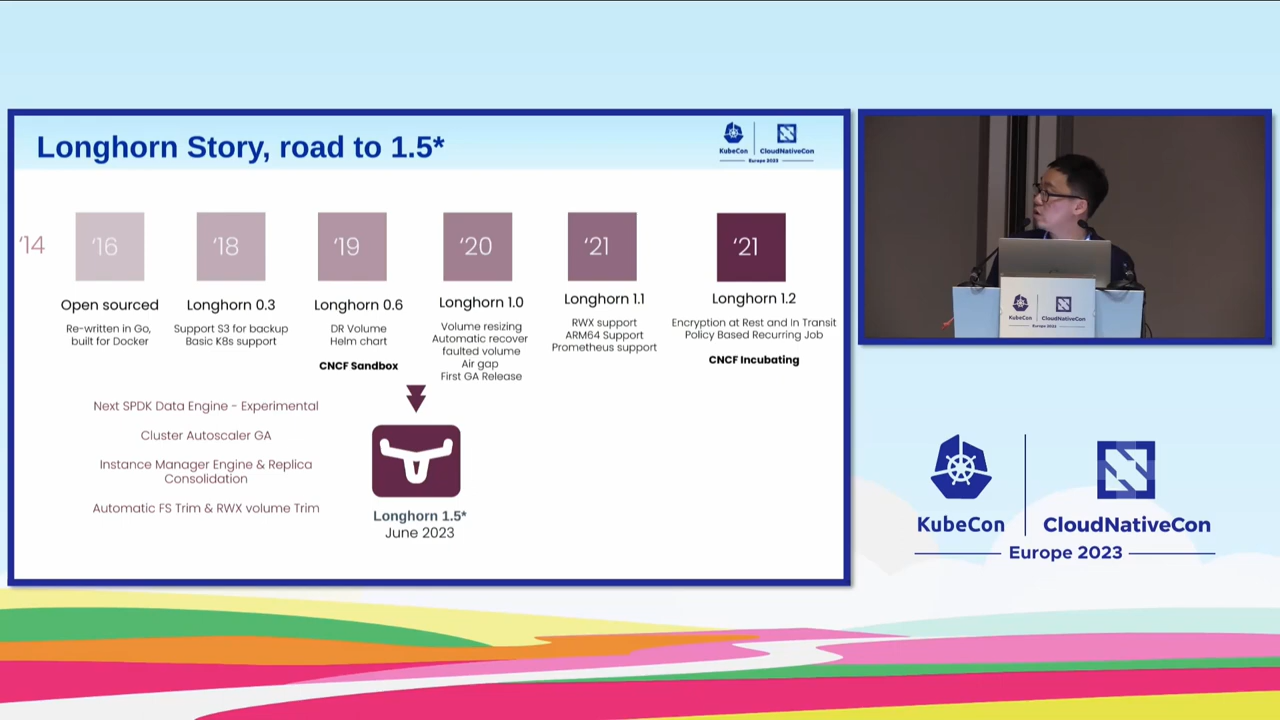 Longhorn Story, road to 1.5*
KubeCon
CloudNativeCon
Europe 2023
'14
'16
Open sourced
Re-written in Go,
built for Docker
'18
Longhorn 0.3
Support S3 for backup
Basic K8s support
'19
Longhorn 0.6
DR Volume
Helm chart
CNCF Sandbox
'20
Longhorn 1.0
Volume resizing
Automatic recover
faulted volume
Air gap
First GA Release
'21
Longhorn 1.1
RWX support
ARM64 Support
Prometheus support
'21
Longhorn 1.2
Encryption at Rest and In Transit
Policy Based Recurring Job
CNCF Incubating
Next SPDK Data Engine - Experimental
Cluster Autoscaler GA
Instance Manager Engine & Replica
Consolidation
Automatic FS Trim & RWX volume Trim
Longhorn 1.5*
June 2023
KubeCon
CloudNativeCon
Europe 2023
KubeCon
CloudNativeCon
Europe 2023